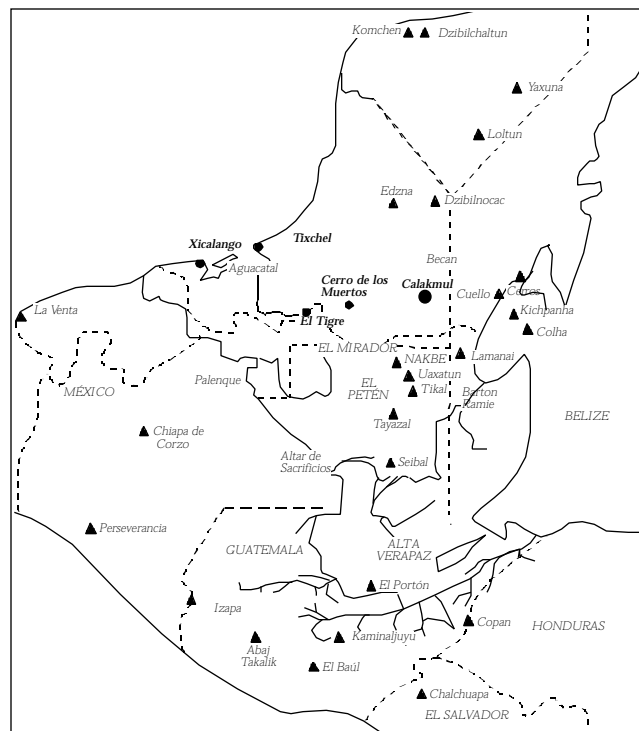 Komchen
Dzibilchaltun
Yaxuna
Loltun
Edzna
Dzibilnocac
Xicalango
Tixchel
Aguacatal
Becan
Cerro de los
Muertos
Calakmul
Cuello
Cerros
Kichpanha
Colha
La Venta
El Tigre
EL MIRADOR
NAKBE
Lamanai
Uaxatun
Tikal
EL
PETÉN
Palenque
MÉXICO
Barton
Ramie
Tayazal
BELIZE
Chiapa de
Corzo
Altar de
Sacrificios
Seibal
Perseverancia
GUATEMALA
ALTA
VERAPAZ
El Portón
Izapa
Copan
HONDURAS
Abaj
Takalik
Kaminaljuyu
El Baúl
Chalchuapa
EL SALVADOR